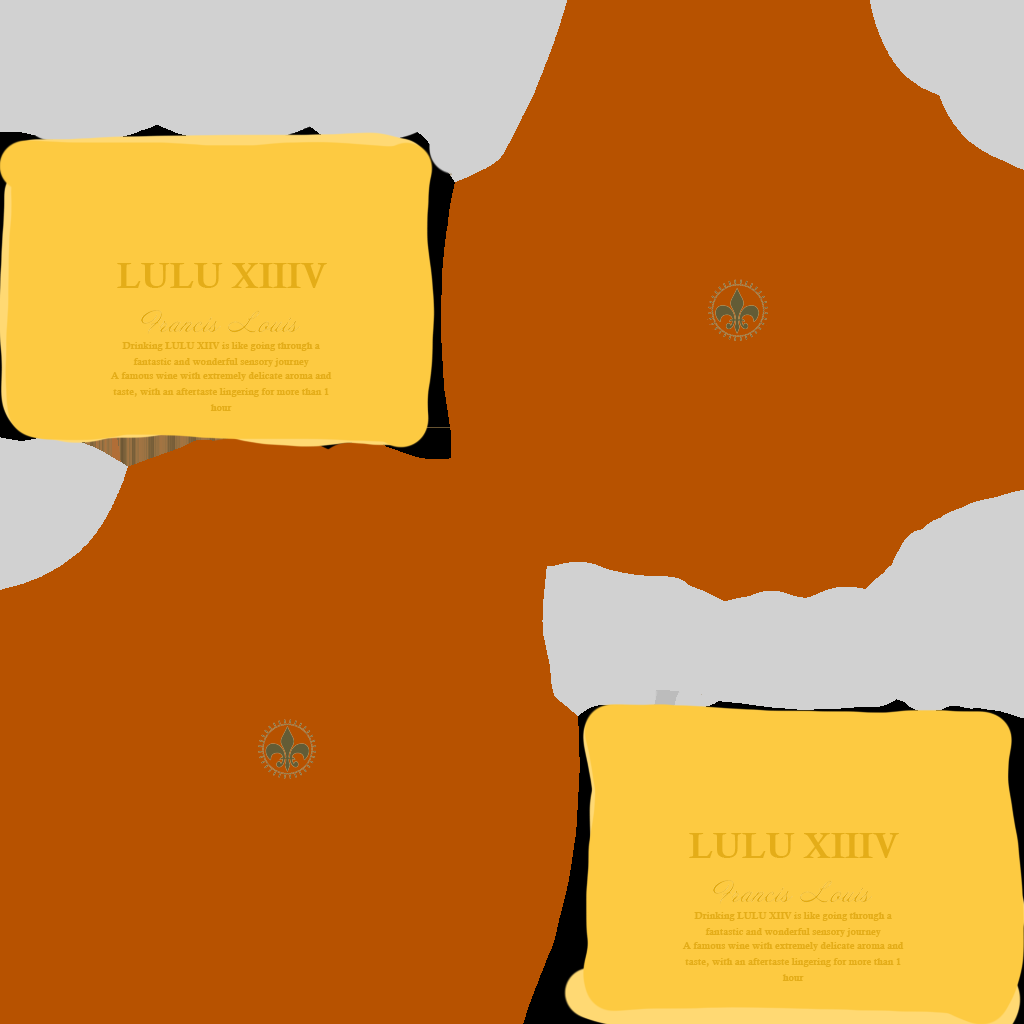 LULU XIIIV
Francis Louis
Drinking LULU XIIV is like going through a
fantastic and wonderful sensory journey
A famous wine with extremely delicate aroma and
taste, with an aftertaste lingering for more than 1
hour
LULU XIIIV
Francis Louis
Drinking LULU XIIV is like going through a
fantastic and wonderful sensory journey
A famous wine with extremely delicate aroma and
taste, with an aftertaste lingering for more than 1
hour